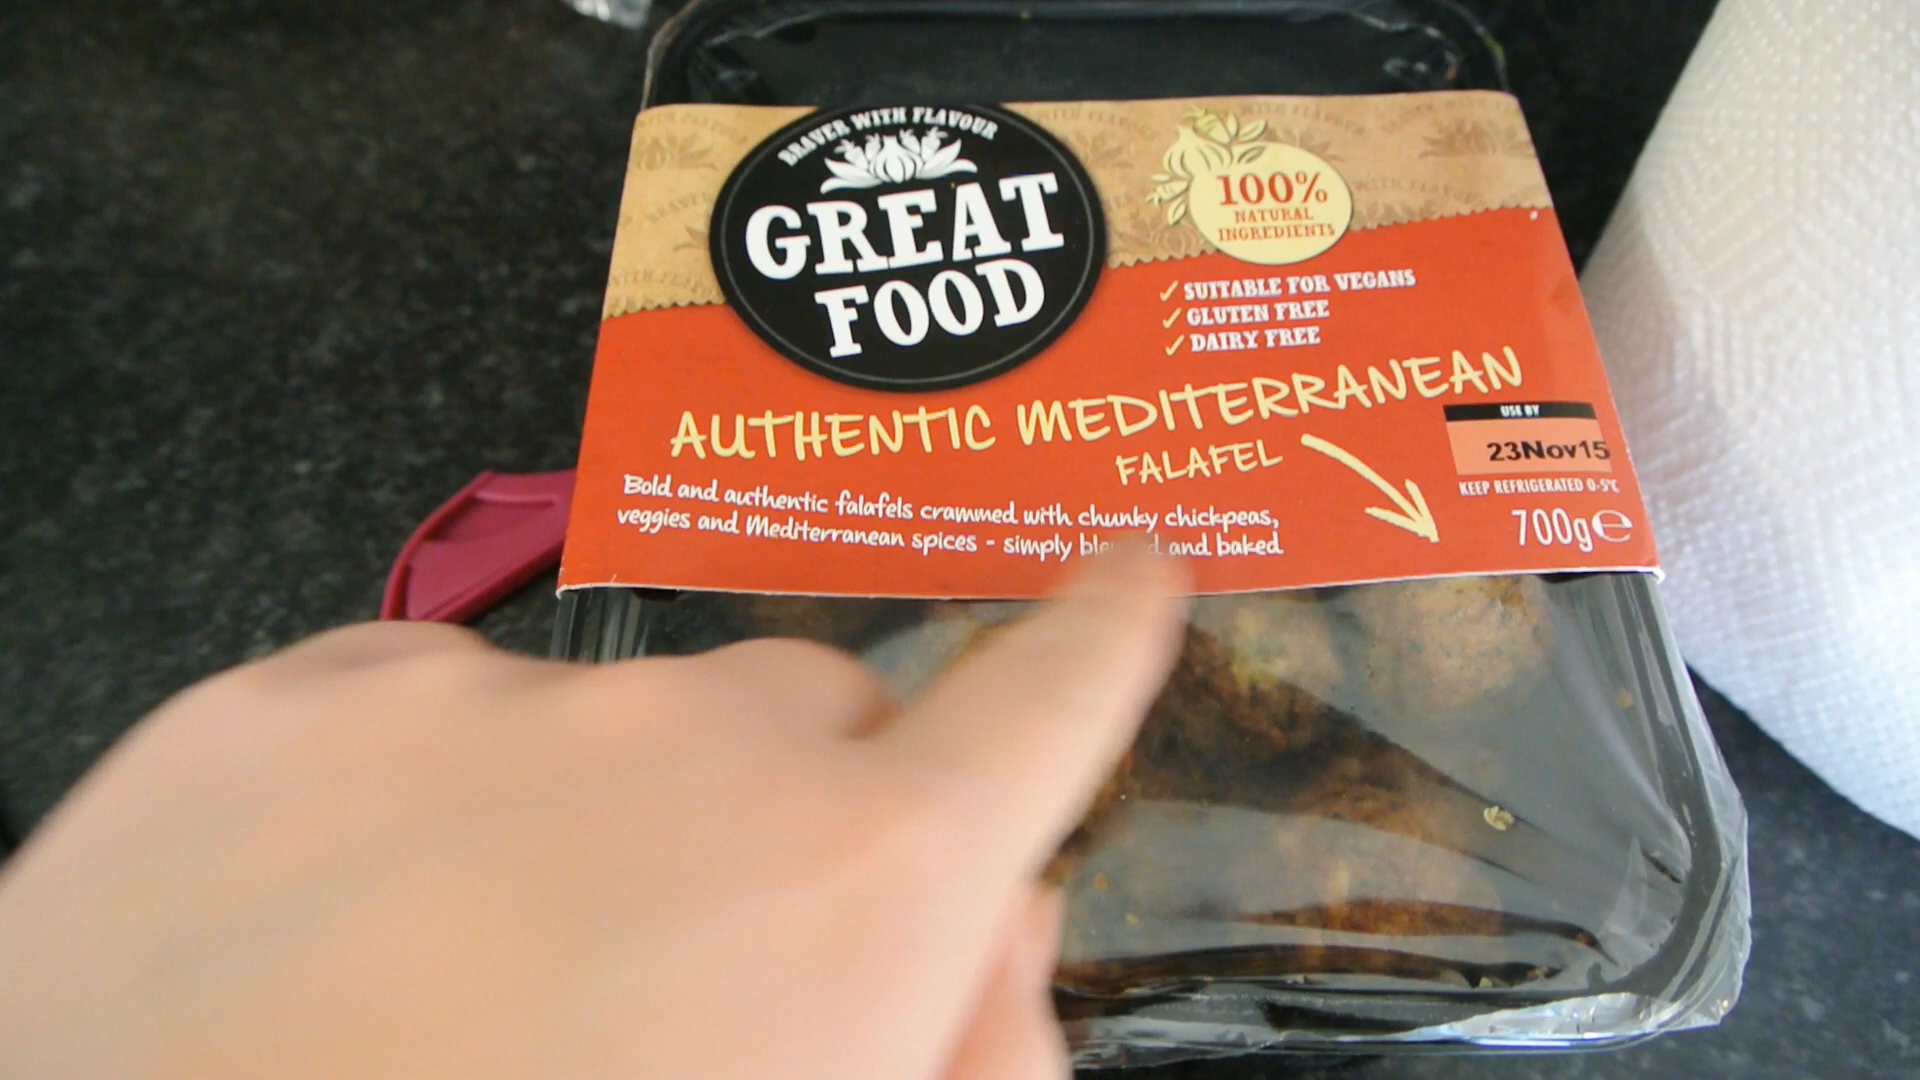 BRAVER WITH FLAVOUR
GREAT
FOOD
100%
NATURAL
INGREDIENTS
SUITABLE FOR VEGANS
GLUTEN FREE
DAIRY FREE
AUTHENTIC MEDITERRANEAN
FALAFEL
Bold and authentic falafels crammed with chunky chickpeas,
veggies and Mediterranean spices - simply and baked
USE BY
23Nov15
KEEP REFRIGERATED 0-5°C
700g℮